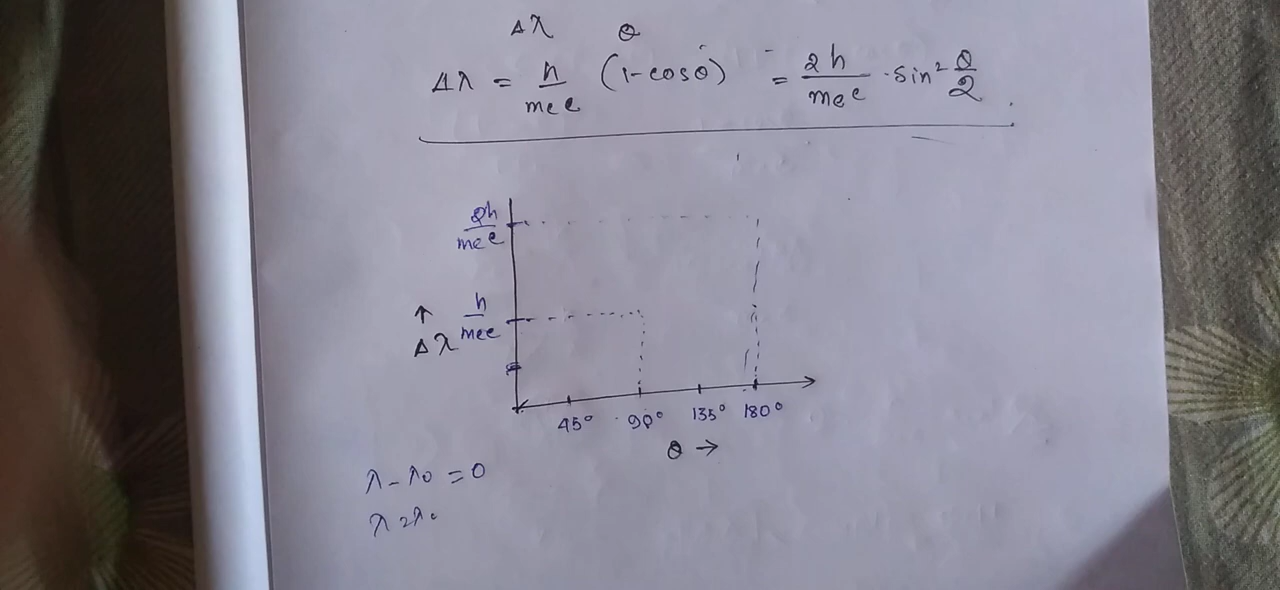 Δλ θ
Δλ = h/mec (1-cosθ) = 2h/mec · sin² θ/2
2h/mec
h/mec
↑
Δλ
45° 90° 135° 180°
θ →
λ - λ0 = 0
λ = λ0